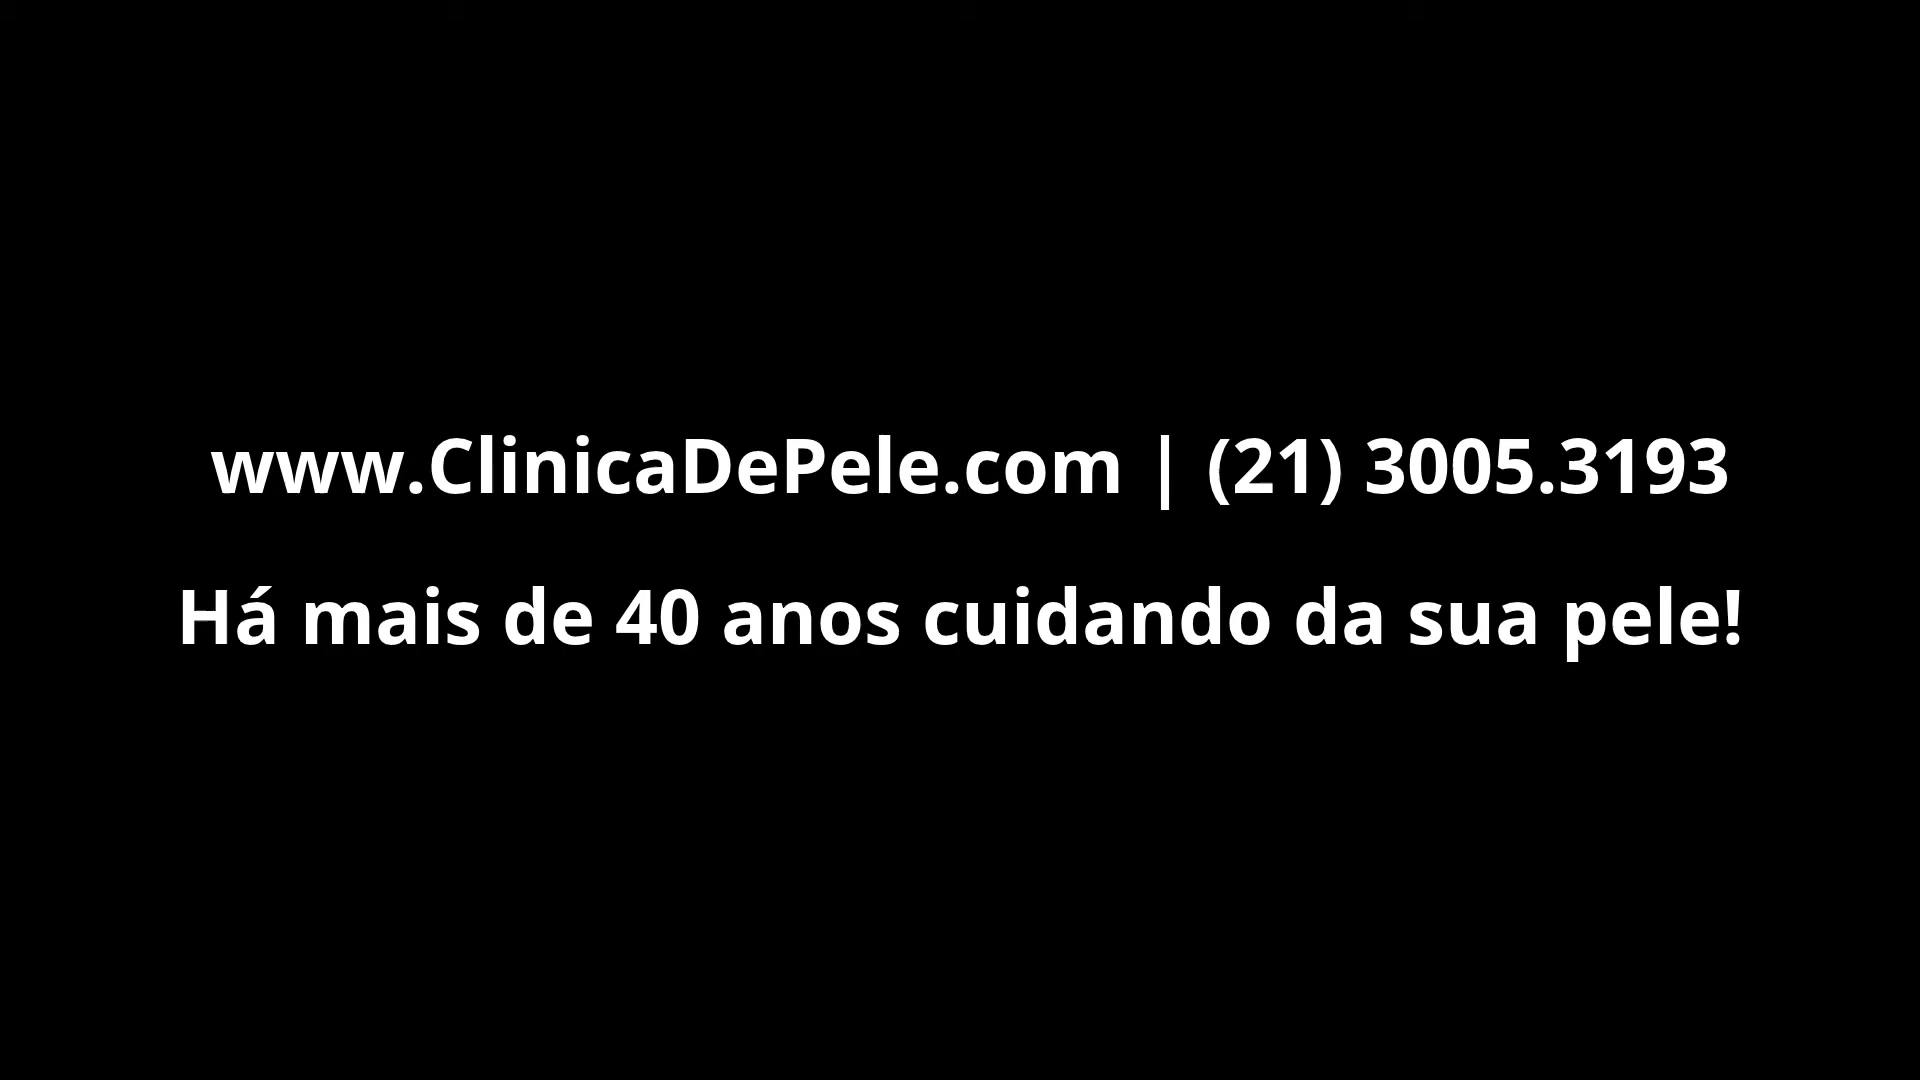 www.ClinicaDePele.com | (21) 3005.3193
Há mais de 40 anos cuidando da sua pele!